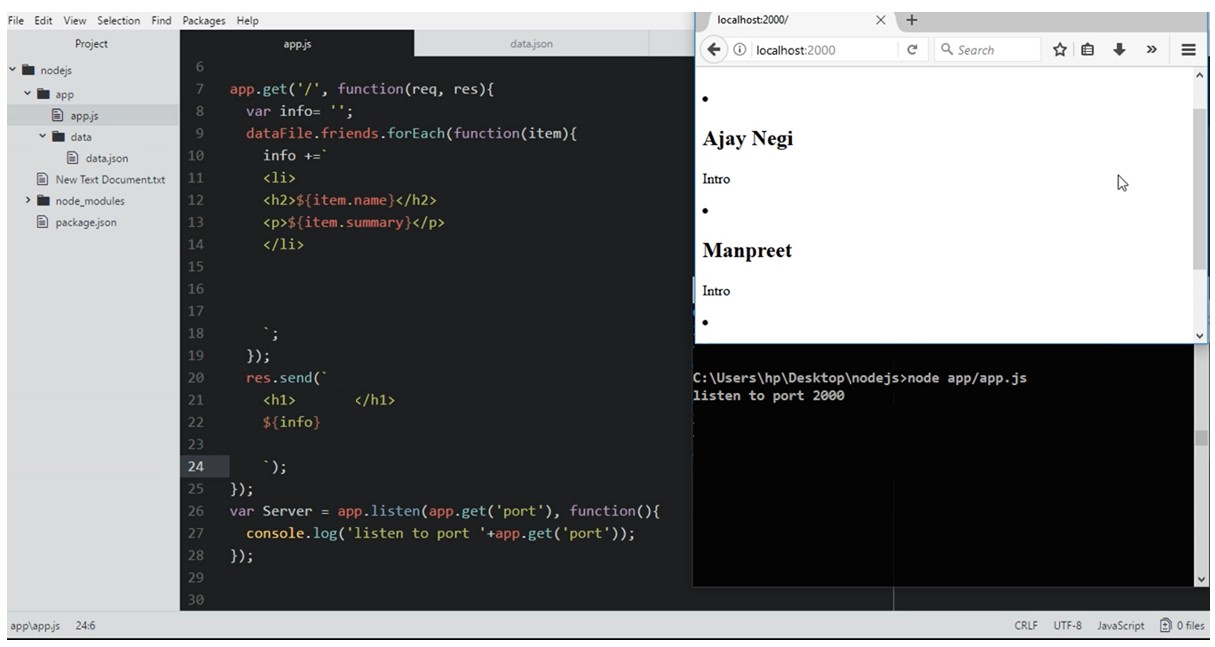 File Edit View Selection Find Packages Help
Project
nodejs
app
app.js
data
data.json
New Text Document.txt
node_modules
package.json
app.js
data.json
6
7 app.get('/', function(req, res){
8 var info= '';
9 dataFile.friends.forEach(function(item){
10 info +=`
11 <li>
12 <h2>${item.name}</h2>
13 <p>${item.summary}</p>
14 </li>
15
16
17
18 `;
19 });
20 res.send(`
21 <h1> </h1>
22 ${info}
23
24 `);
25 });
26 var Server = app.listen(app.get('port'), function(){
27 console.log('listen to port '+app.get('port'));
28 });
29
30
localhost:2000/
localhost:2000
Search
Ajay Negi
Intro
Manpreet
Intro
C:\Users\hp\Desktop\nodejs>node app/app.js
listen to port 2000
app\app.js 24:6
CRLF UTF-8 JavaScript 0 files